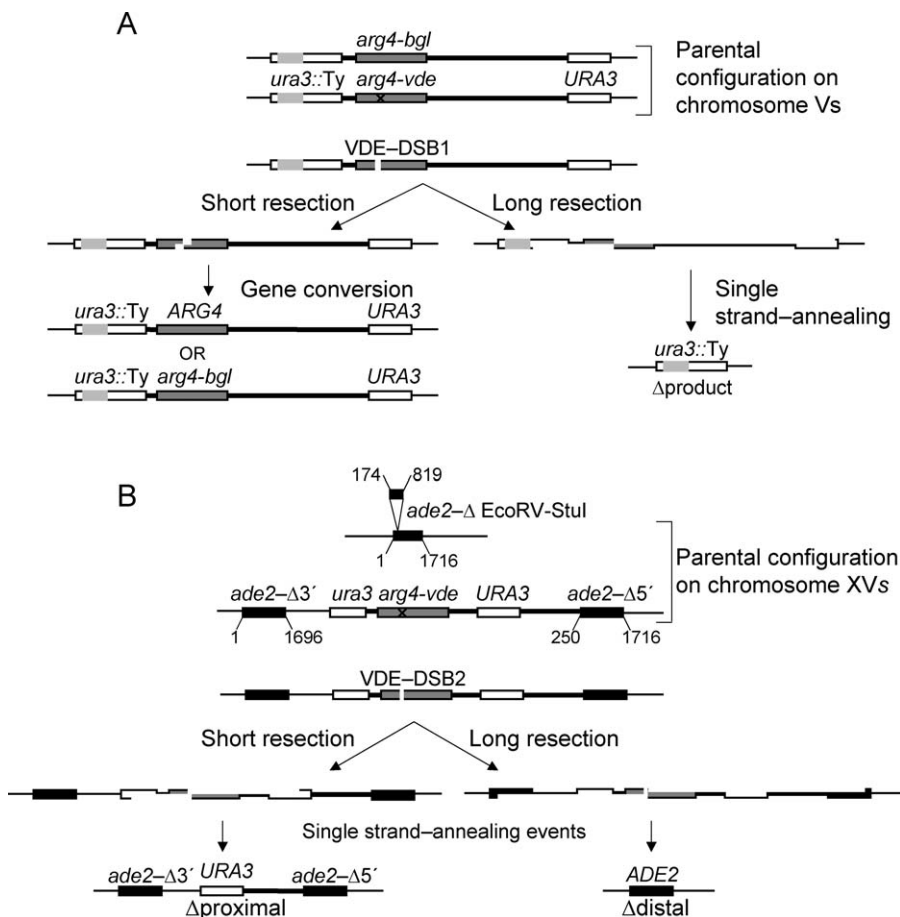 A
arg4-bgl
ura3::Ty arg4-vde URA3
Parental
configuration on
chromosome Vs
VDE–DSB1
Short resection Long resection
Gene conversion
ura3::Ty ARG4 URA3
OR
ura3::Ty arg4-bgl URA3
Single
strand–annealing
ura3::Ty
Δproduct
B
174 819
ade2–Δ EcoRV-StuI
1 1716
Parental configuration
on chromosome XVs
ade2–Δ3´ ura3 arg4-vde URA3 ade2–Δ5´
1 1696 250 1716
VDE–DSB2
Short resection Long resection
Single strand–annealing events
ade2–Δ3´ URA3 ade2–Δ5´
Δproximal
ADE2
Δdistal